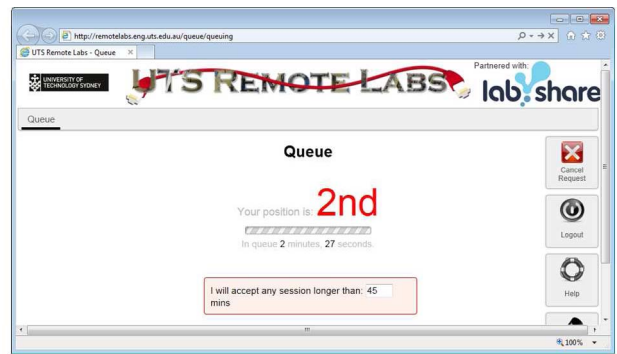 http://remotelabs.eng.uts.edu.au/queue/queuing
UTS Remote Labs - Queue
UNIVERSITY OF
TECHNOLOGY SYDNEY
UTS REMOTE LABS
Partnered with:
lab share
Queue
Queue
Your position is: 2nd
In queue 2 minutes, 27 seconds.
I will accept any session longer than: 45
mins
Cancel
Request
Logout
Help
100%